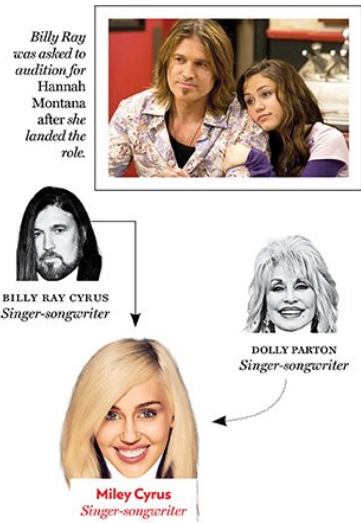 Billy Ray
was asked to
audition for
Hannah
Montana
after she
landed the
role.
BILLY RAY CYRUS
Singer-songwriter
DOLLY PARTON
Singer-songwriter
Miley Cyrus
Singer-songwriter